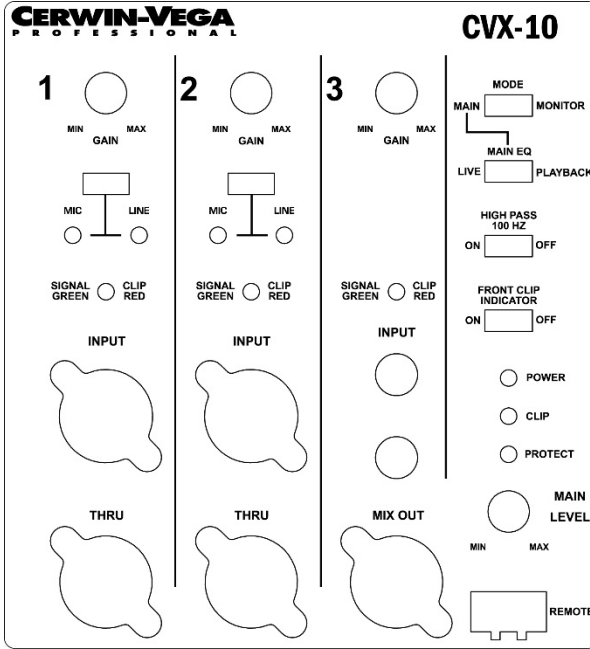 CERWIN-VEGA
PROFESSIONAL
CVX-10
1
MIN MAX
GAIN
MIC LINE
SIGNAL GREEN
CLIP RED
INPUT
THRU
2
MIN MAX
GAIN
MIC LINE
SIGNAL GREEN
CLIP RED
INPUT
THRU
3
MIN MAX
GAIN
SIGNAL GREEN
CLIP RED
INPUT
MIX OUT
MODE
MAIN MONITOR
MAIN EQ
LIVE PLAYBACK
HIGH PASS
100 HZ
ON OFF
FRONT CLIP
INDICATOR
ON OFF
POWER
CLIP
PROTECT
MAIN
LEVEL
MIN MAX
REMOTE